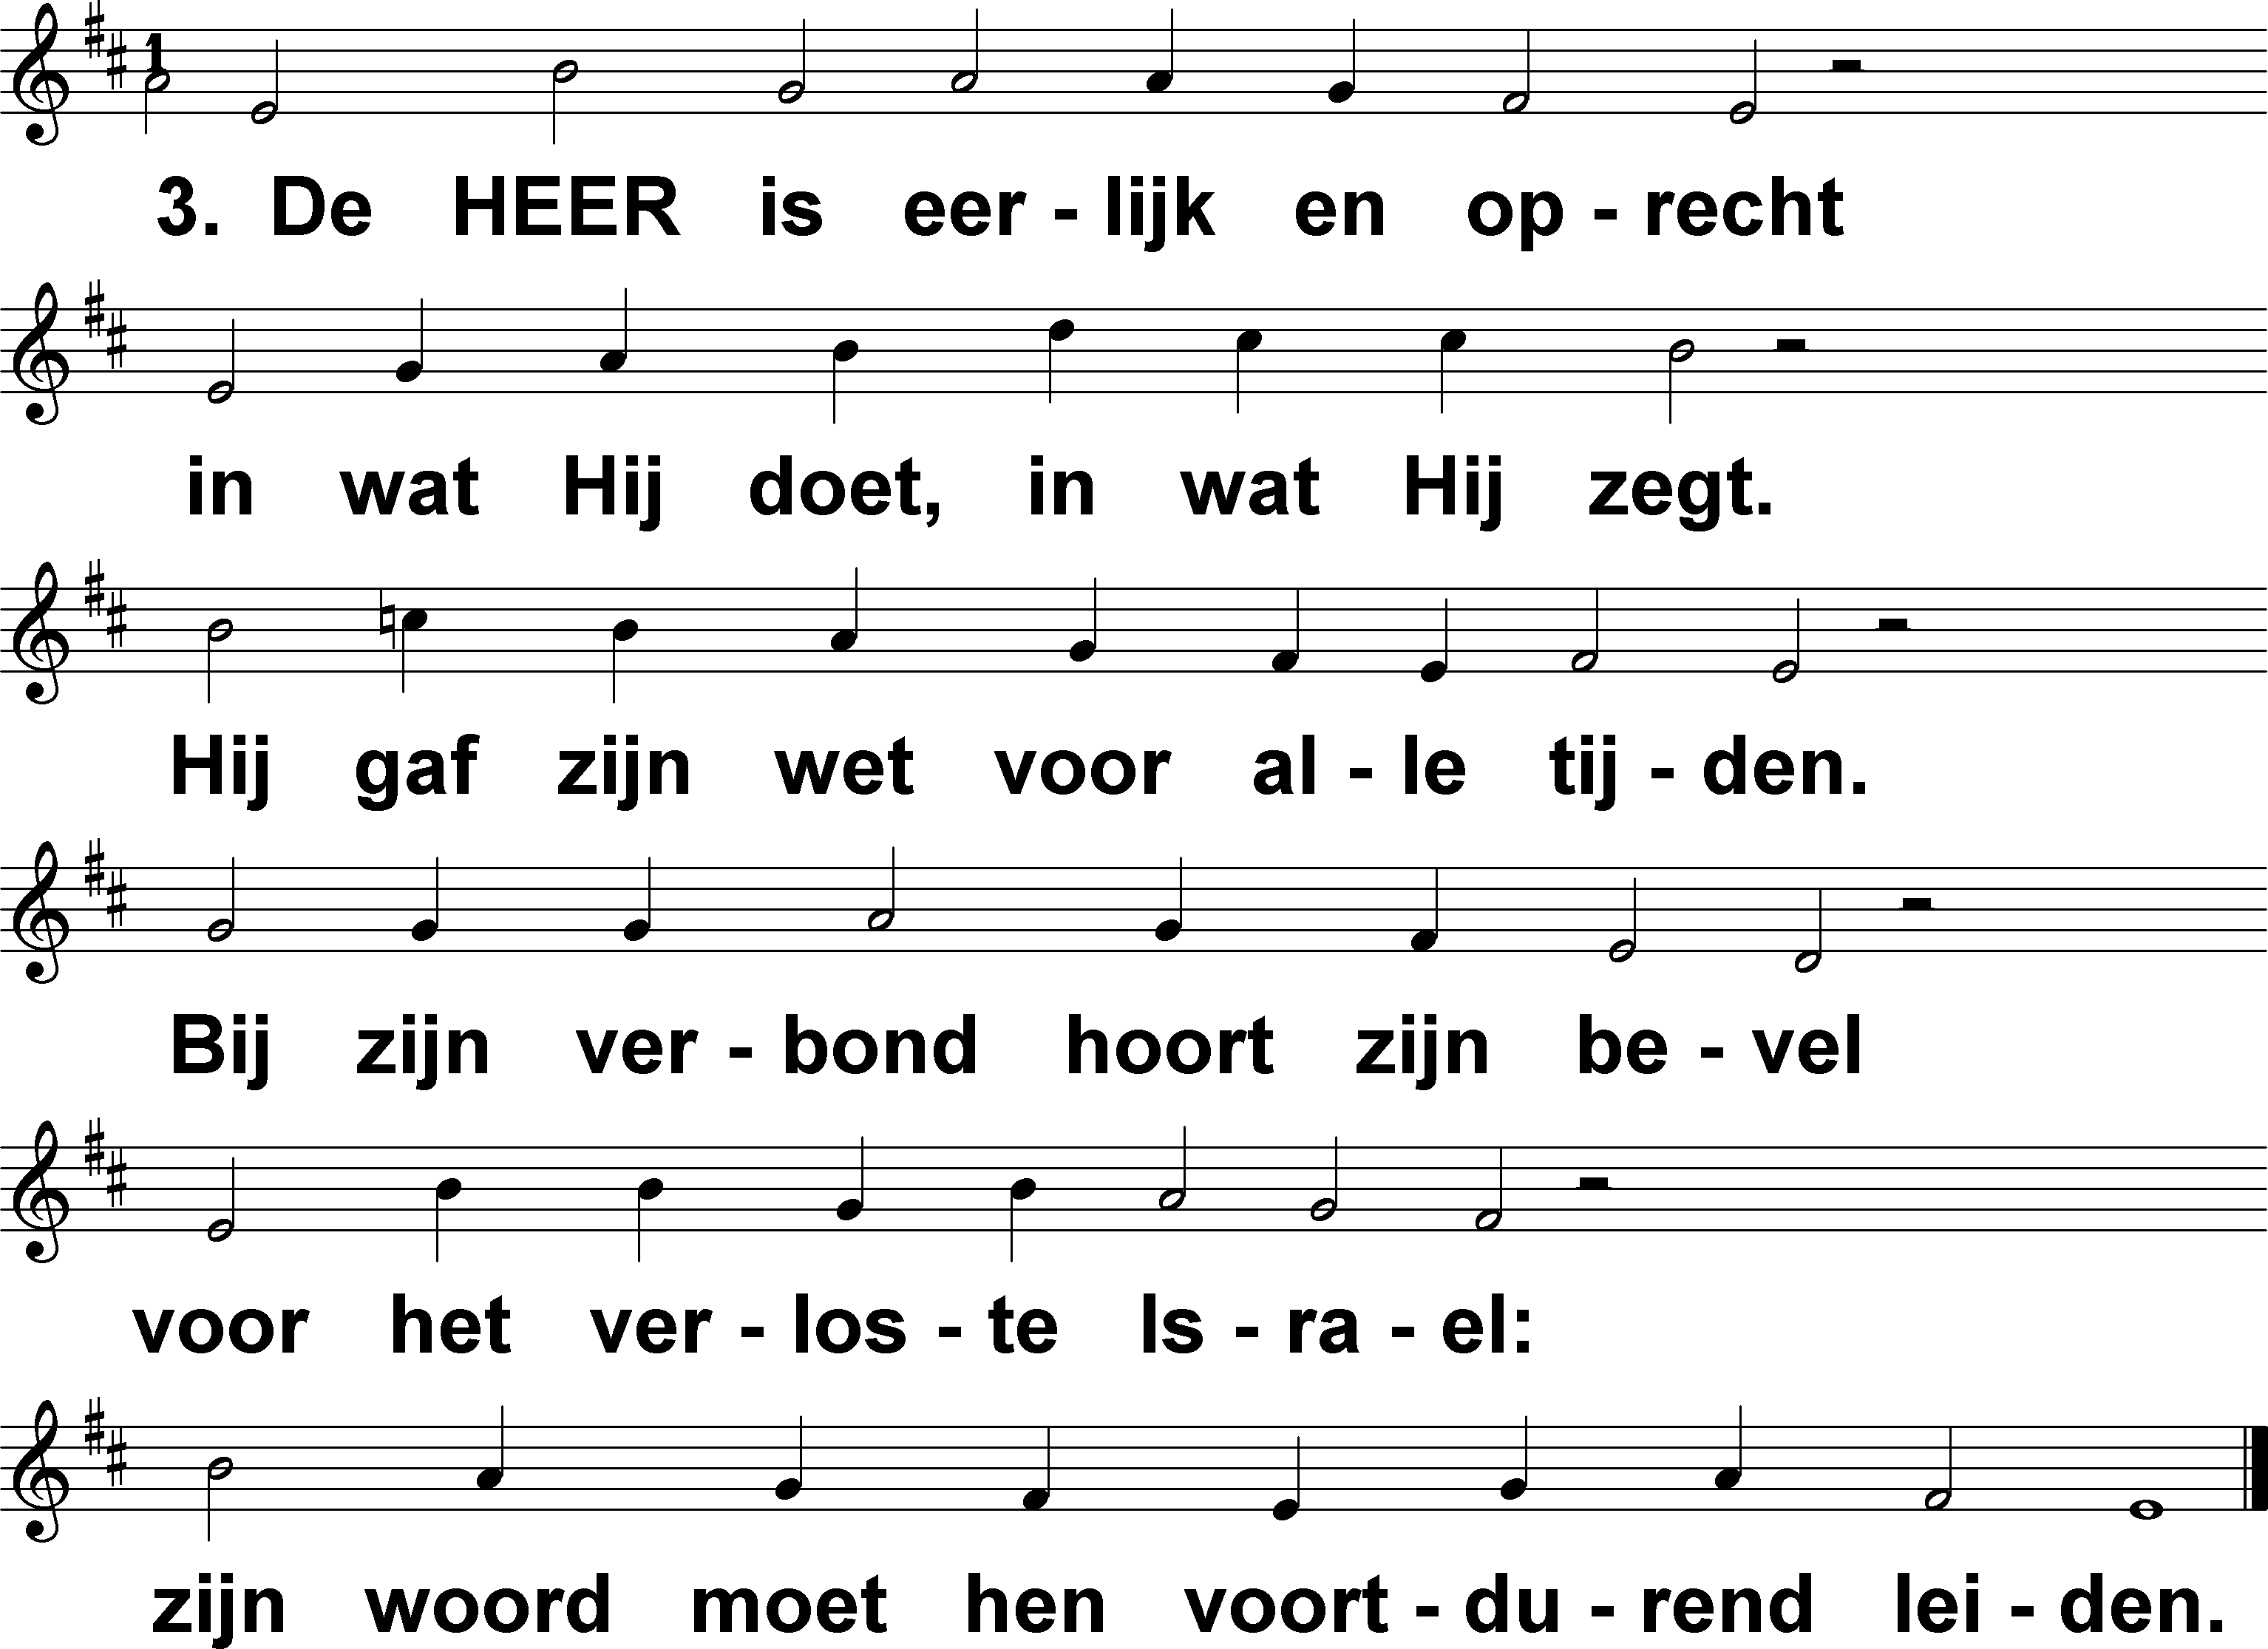 1
3. De HEER is eer - lijk en op - recht
in wat Hij doet, in wat Hij zegt.
Hij gaf zijn wet voor al - le tij - den.
Bij zijn ver - bond hoort zijn be - vel
voor het ver - los - te Is - ra - el:
zijn woord moet hen voort - du - rend lei - den.